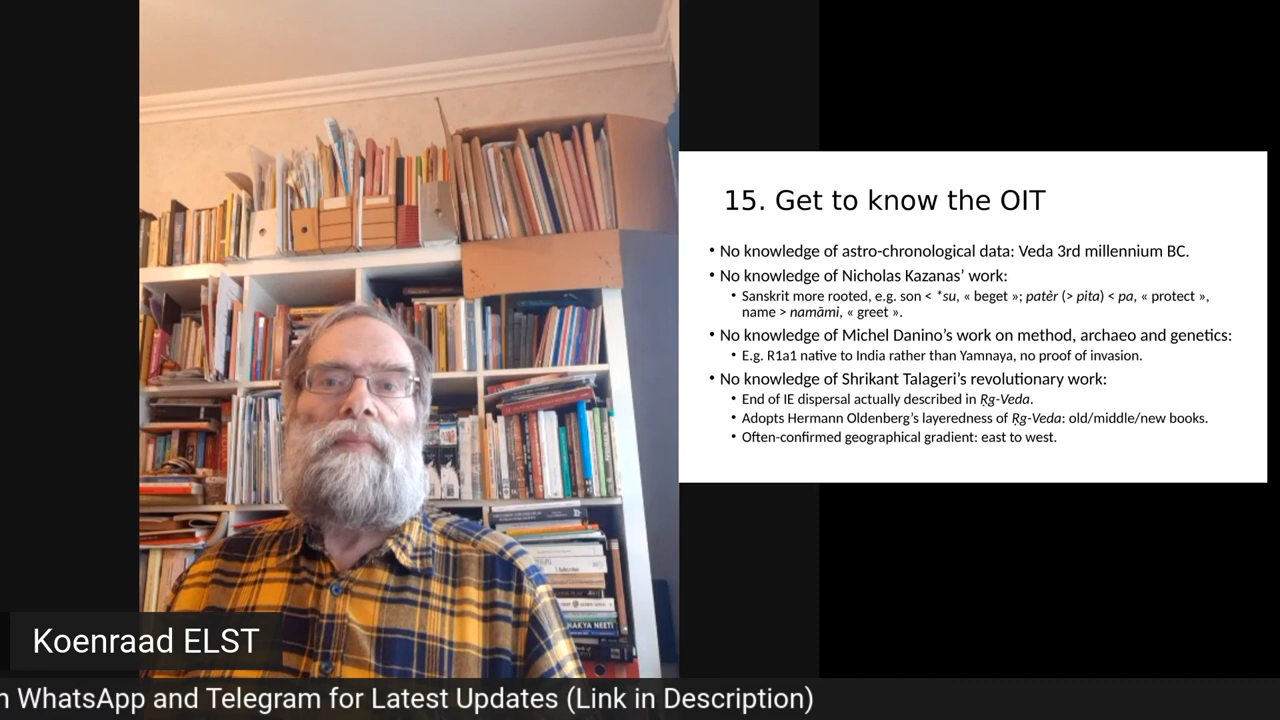 15. Get to know the OIT
• No knowledge of astro-chronological data: Veda 3rd millennium BC.
• No knowledge of Nicholas Kazanas’ work:
• Sanskrit more rooted, e.g. son < *su, « beget »; patèr (> pita) < pa, « protect »,
name > namāmi, « greet ».
• No knowledge of Michel Danino’s work on method, archaeo and genetics:
• E.g. R1a1 native to India rather than Yamnaya, no proof of invasion.
• No knowledge of Shrikant Talageri’s revolutionary work:
• End of IE dispersal actually described in Ṛg-Veda.
• Adopts Hermann Oldenberg’s layeredness of Ṛg-Veda: old/middle/new books.
• Often-confirmed geographical gradient: east to west.
NAKYA NEETI
Koenraad ELST
n WhatsApp and Telegram for Latest Updates (Link in Description)